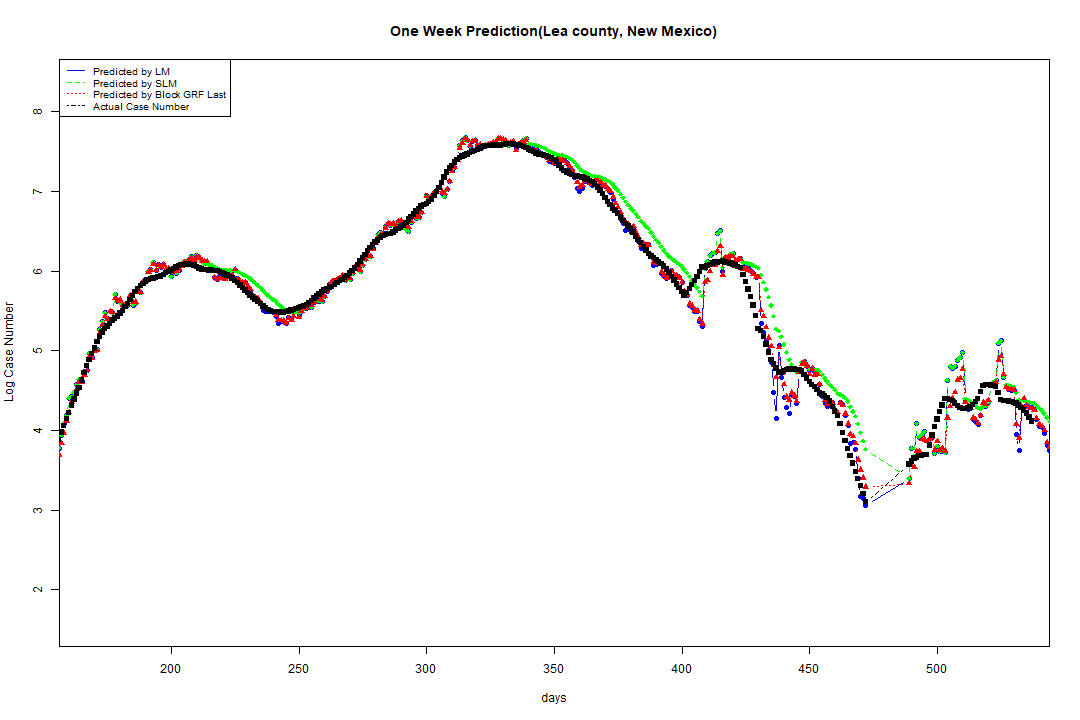 One Week Prediction(Lea county, New Mexico)
Predicted by LM
Predicted by SLM
Predicted by Block GRF Last
Actual Case Number
8
7
6
5
4
3
2
Log Case Number
200 250 300 350 400 450 500
days